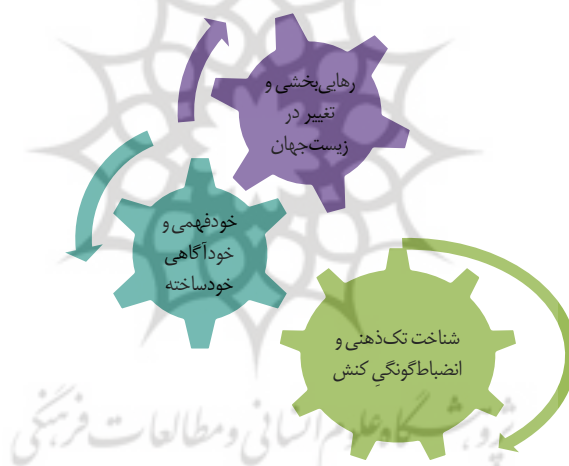 رهایی‌بخشی و
تغییر در
زیست‌جهان
خودفهمی و
خودآگاهی
خودساخته
شناخت تک‌ذهنی و
انضباط‌گونگیِ کنش
پژوهشگاه علوم انسانی و مطالعات فرهنگی